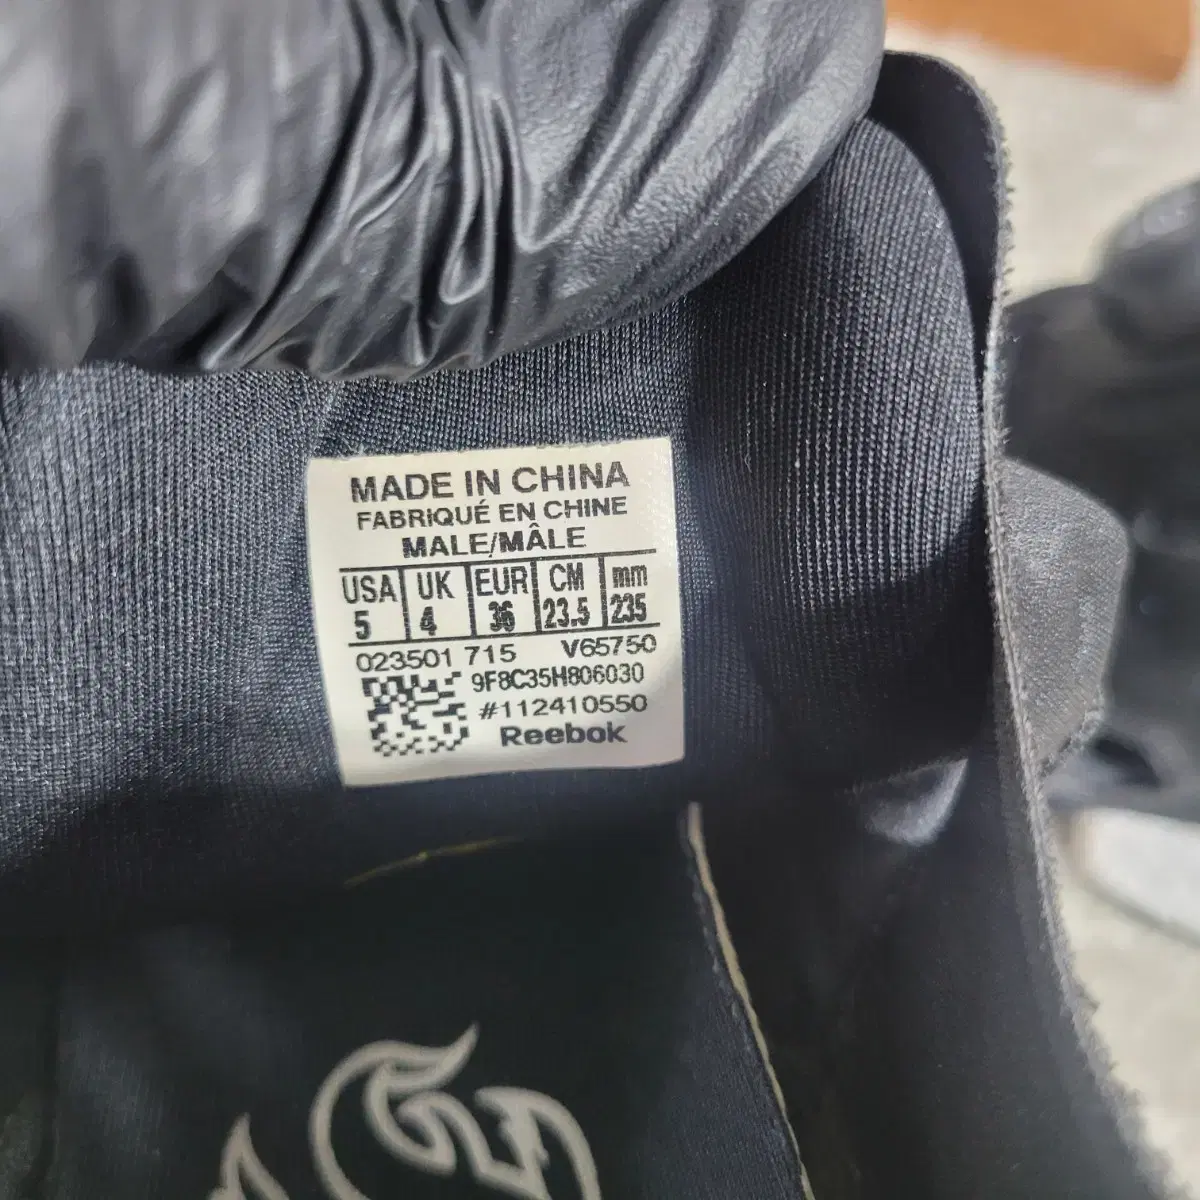 MADE IN CHINA
FABRIQUÉ EN CHINE
MALE/MÂLE
USA UK EUR CM mm
5 4 36 23.5 235
023501 715 V65750
9F8C35H806030
#112410550
Reebok